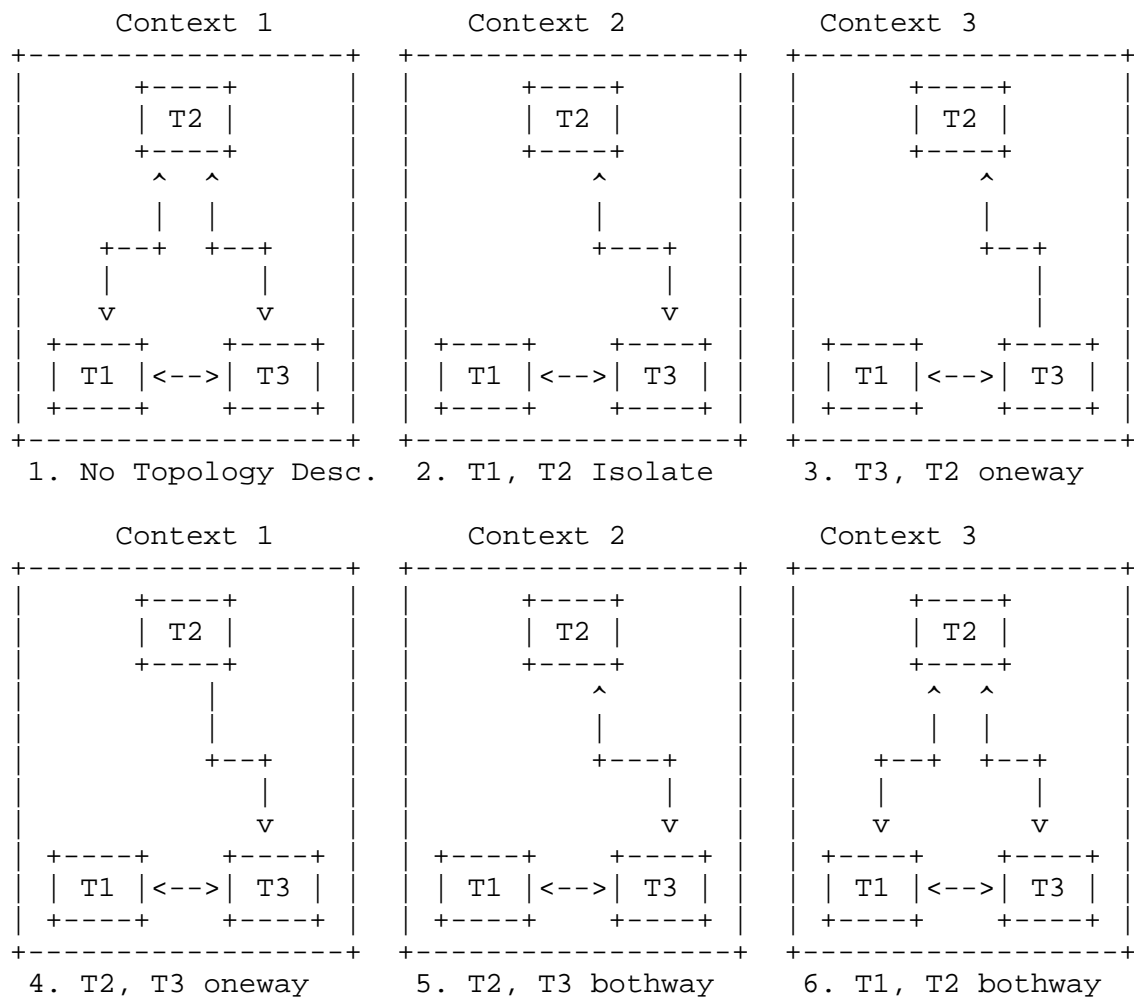 Context 1 Context 2 Context 3
T2 T2 T2
T1 T3 T1 T3 T1 T3
1. No Topology Desc. 2. T1, T2 Isolate 3. T3, T2 oneway
Context 1 Context 2 Context 3
T2 T2 T2
T1 T3 T1 T3 T1 T3
4. T2, T3 oneway 5. T2, T3 bothway 6. T1, T2 bothway